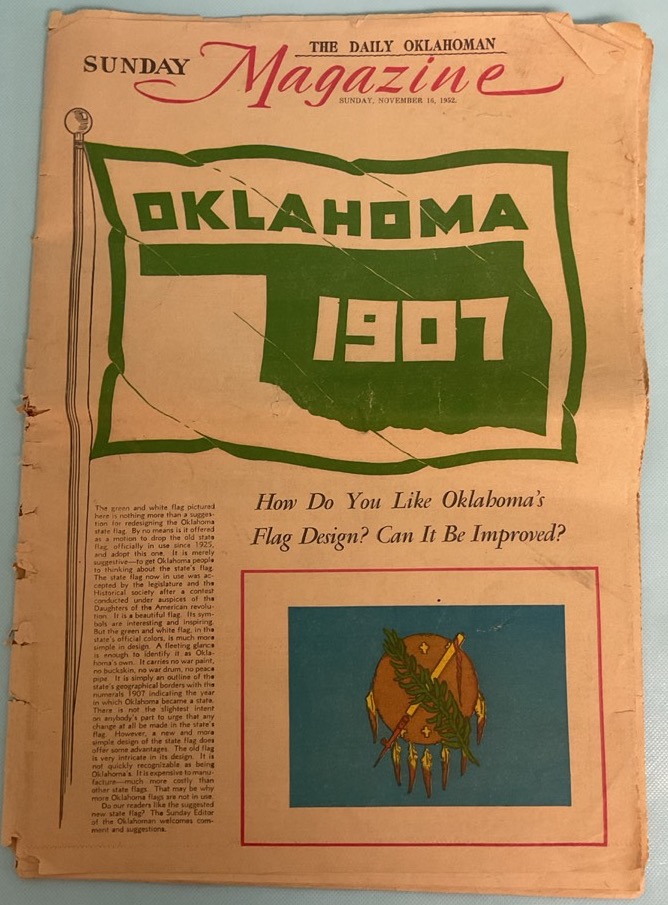 THE DAILY OKLAHOMAN
SUNDAY Magazine
SUNDAY, NOVEMBER 16, 1952.
OKLAHOMA
1907
How Do You Like Oklahoma's
Flag Design? Can It Be Improved?
The green and white flag pictured
here is nothing more than a sugges-
tion for redesigning the Oklahoma
state flag. By no means is it offered
as a motion to drop the old state
flag, officially in use since 1925,
and adopt this one. It is merely
suggestive—to get Oklahoma people
to thinking about the state's flag.
The state flag now in use was ac-
cepted by the legislature and the
Historical society after a contest
conducted under auspices of the
Daughters of the American revolu-
tion. It is a beautiful flag. Its sym-
bols are interesting and inspiring.
But the green and white flag, in the
state's official colors, is much more
simple in design. A fleeting glance
is enough to identify it as Okla-
homa's own. It carries no war paint,
no buckskin, no war drum, no peace
pipe. It is simply an outline of the
state's geographical borders with the
numerals 1907 indicating the year
in which Oklahoma became a state.
There is not the slightest intent
on anybody's part to urge that any
change at all be made in the state's
flag. However, a new and more
simple design of the state flag does
offer some advantages. The old flag
is very intricate in its design. It is
not quickly recognizable as being
Oklahoma's. It is expensive to manu-
facture—much more costly than
other state flags. That may be why
more Oklahoma flags are not in use.
Do our readers like the suggested
new state flag? The Sunday Editor
of the Oklahoman welcomes com-
ment and suggestions.